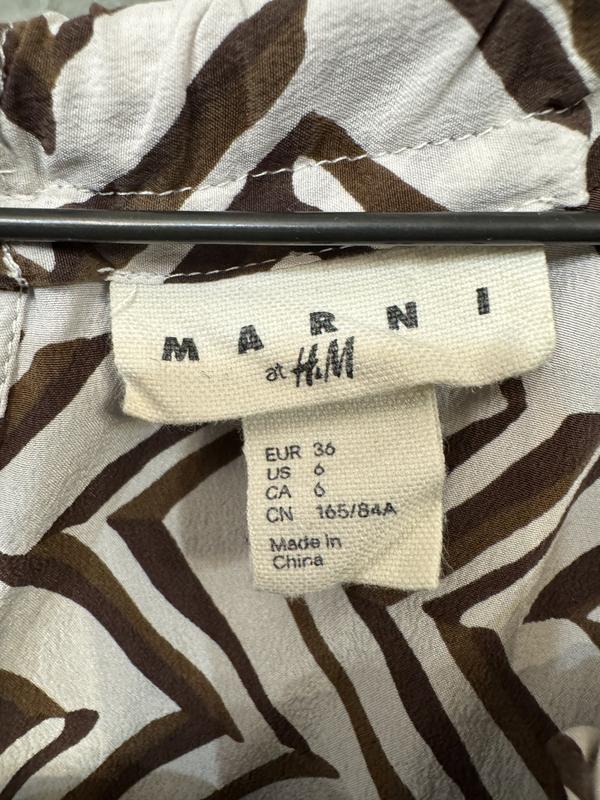 MARNI
at H&M
EUR 36
US 6
CA 6
CN 165/84A
Made in
China